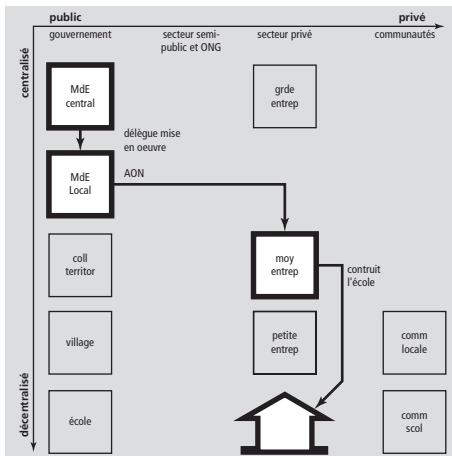 public
privé
gouvernement
secteur semi-
public et ONG
secteur privé
communautés
centralisé
MdE
central
grde
entrep
délègue mise
en oeuvre
MdE
Local
AON
coll
territor
moy
entrep
contruit
l'école
village
petite
entrep
comm
locale
décentralisé
école
comm
scol